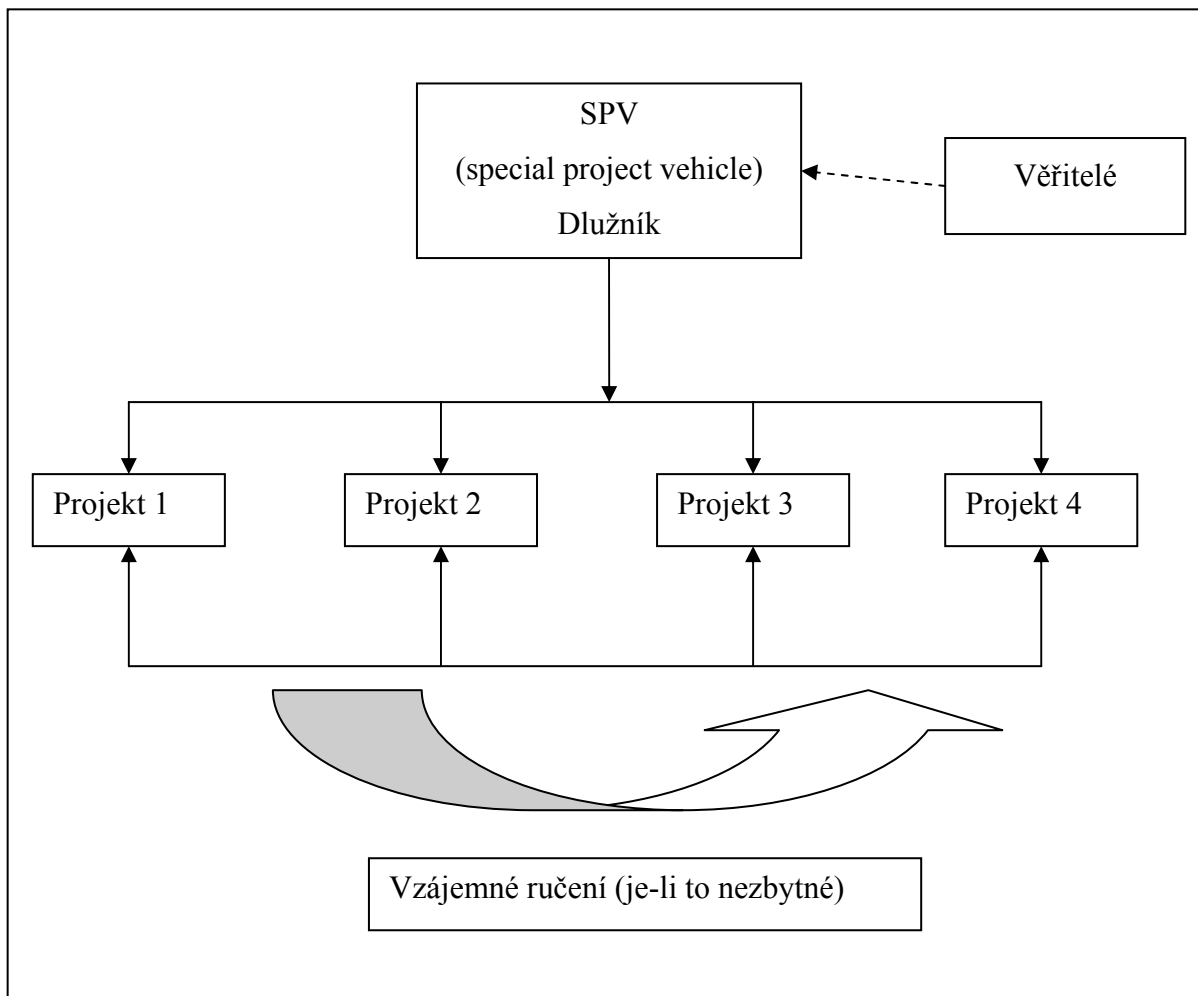 SPV
(special project vehicle)
Dlužník
Věřitelé
Projekt 1
Projekt 2
Projekt 3
Projekt 4
Vzájemné ručení (je-li to nezbytné)